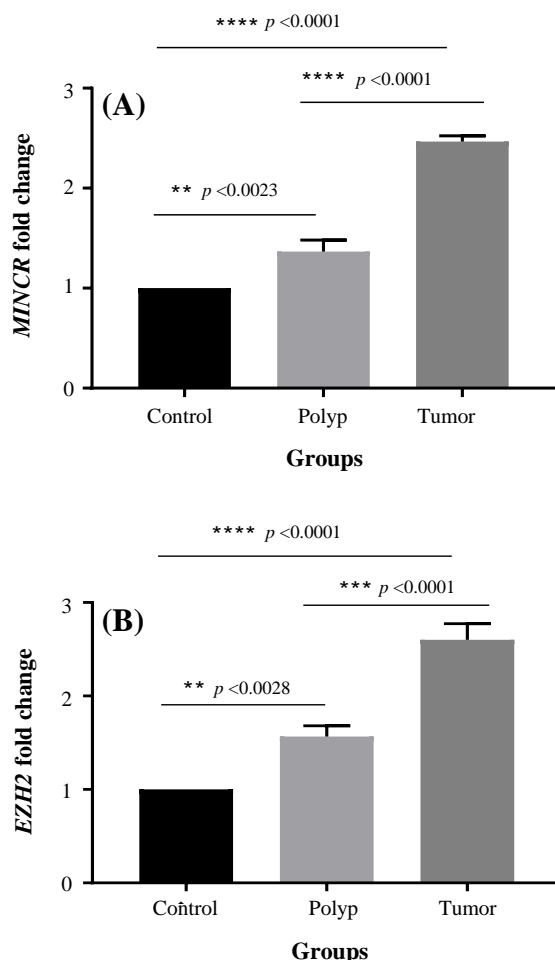 **** p <0.0001
**** p <0.0001
3
(A)
** p <0.0023
2
1
0
MINCR fold change
Control Polyp Tumor
Groups
**** p <0.0001
*** p <0.0001
3
(B)
** p <0.0028
2
1
0
EZH2 fold change
Control Polyp Tumor
Groups